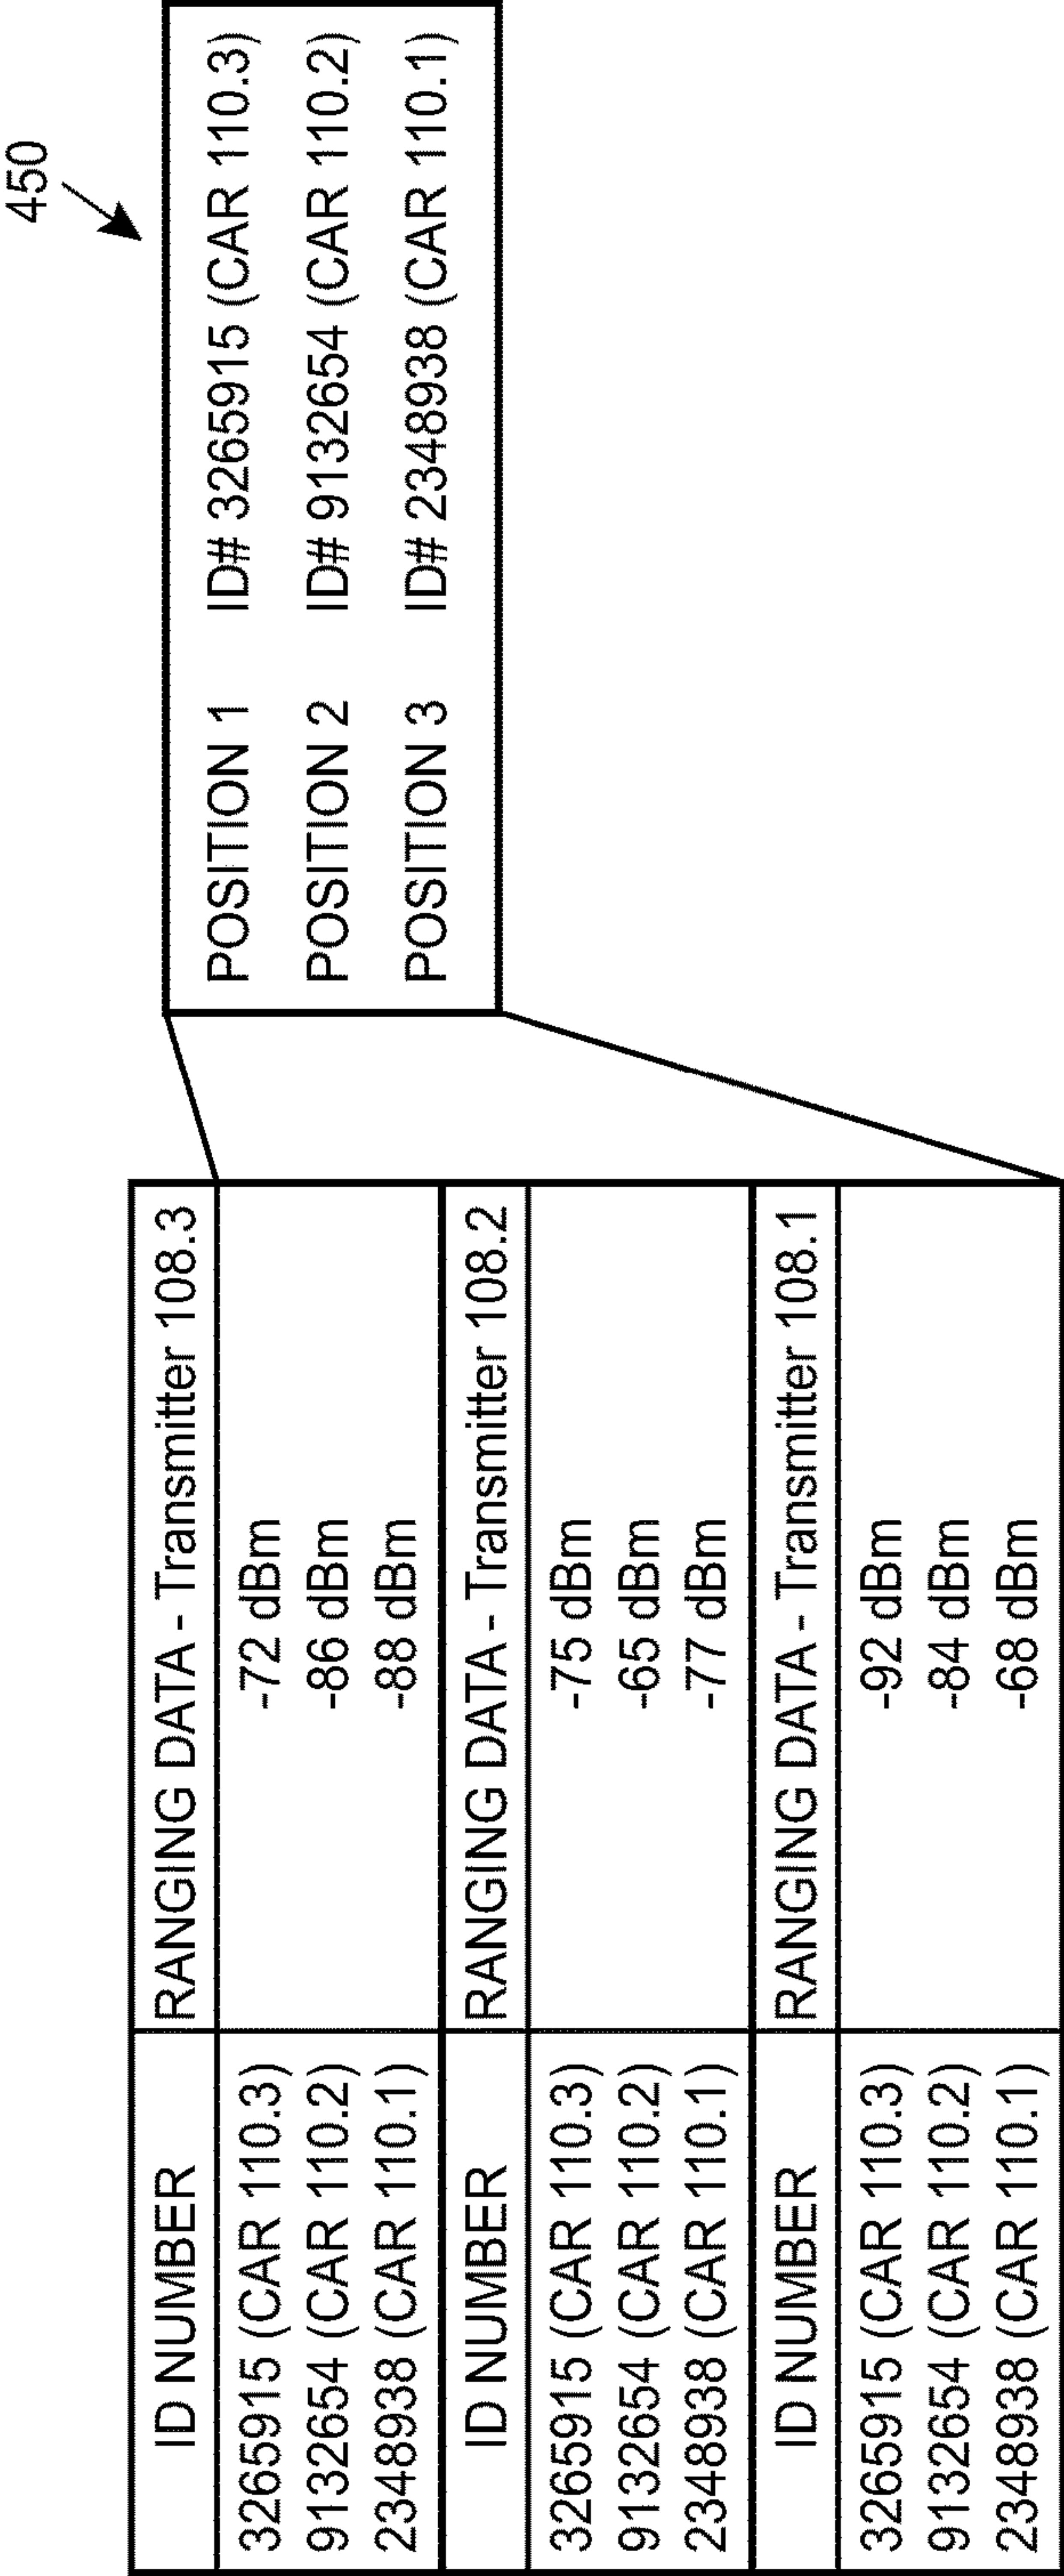 450
ID NUMBER RANGING DATA - Transmitter 108.3
3265915 (CAR 110.3) -72 dBm
9132654 (CAR 110.2) -86 dBm
2348938 (CAR 110.1) -88 dBm
ID NUMBER RANGING DATA - Transmitter 108.2
3265915 (CAR 110.3) -75 dBm
9132654 (CAR 110.2) -65 dBm
2348938 (CAR 110.1) -77 dBm
ID NUMBER RANGING DATA - Transmitter 108.1
3265915 (CAR 110.3) -92 dBm
9132654 (CAR 110.2) -84 dBm
2348938 (CAR 110.1) -68 dBm
POSITION 1 ID# 3265915 (CAR 110.3)
POSITION 2 ID# 9132654 (CAR 110.2)
POSITION 3 ID# 2348938 (CAR 110.1)